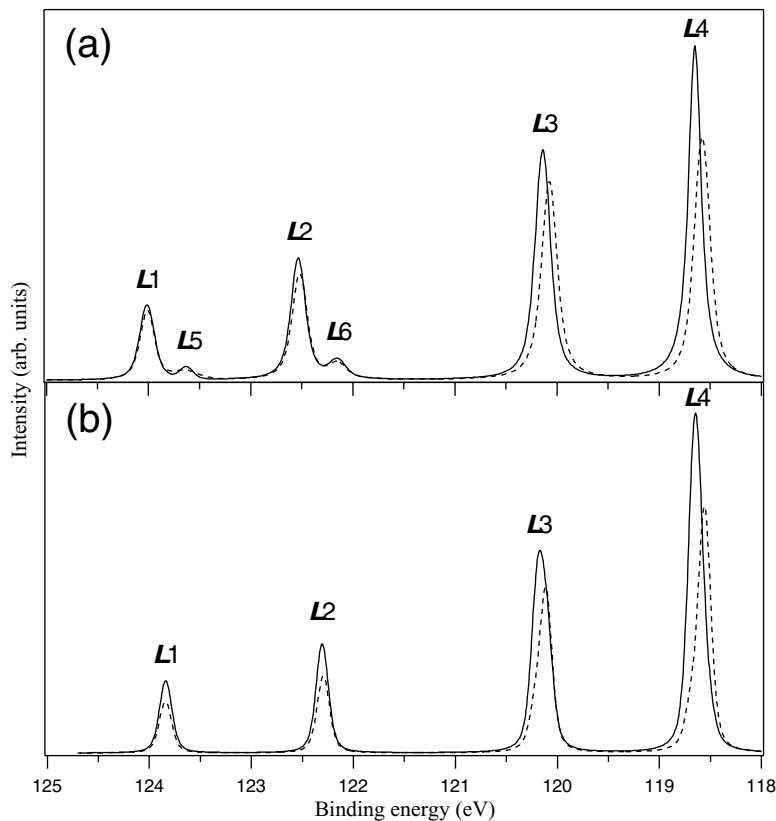 (a)
L4
L3
L2
L1
L5
L6
Intensity (arb. units)
(b)
L4
L3
L2
L1
125 124 123 122 121 120 119 118
Binding energy (eV)